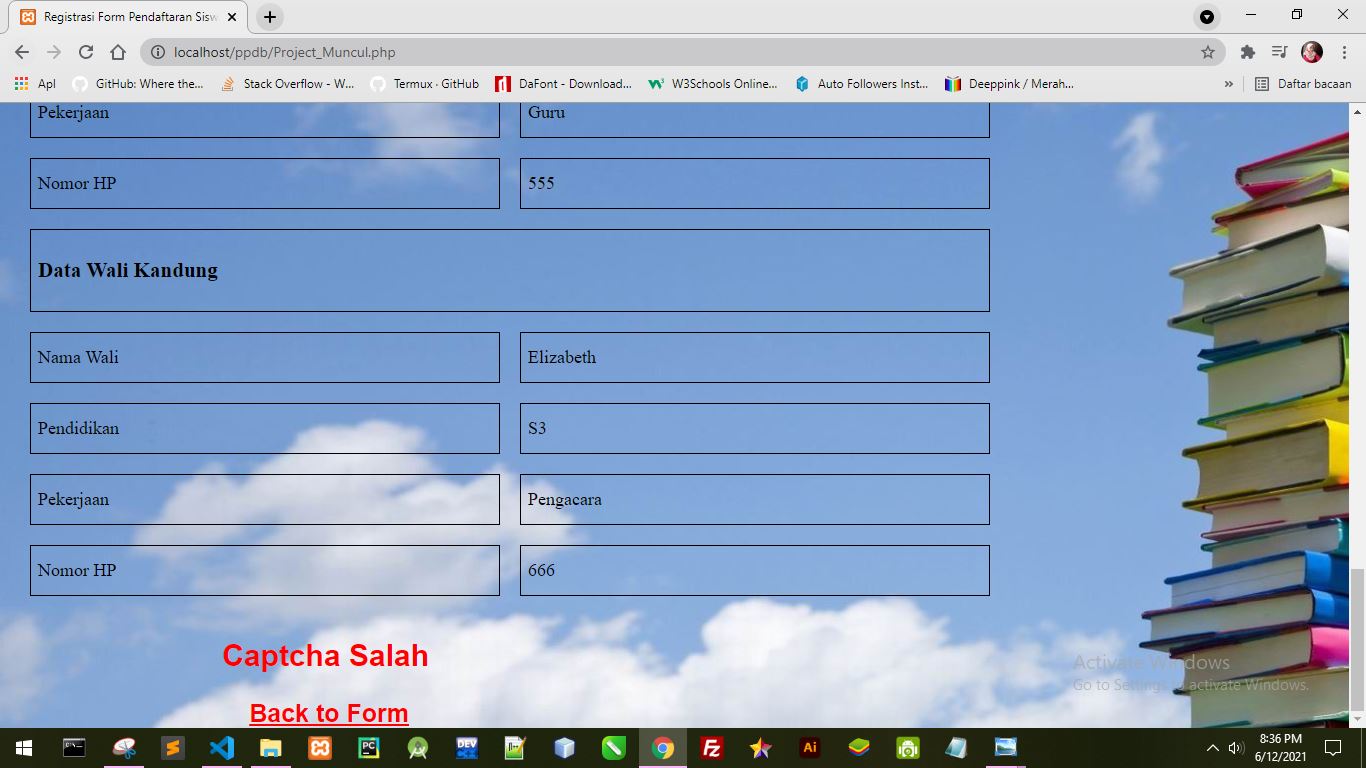 Registrasi Form Pendaftaran Sisw
localhost/ppdb/Project_Muncul.php
Apl GitHub: Where the... Stack Overflow - W... Termux · GitHub DaFont - Download... W3Schools Online... Auto Followers Inst... Deeppink / Merah... » Daftar bacaan
Pekerjaan Guru
Nomor HP 555
Data Wali Kandung
Nama Wali Elizabeth
Pendidikan S3
Pekerjaan Pengacara
Nomor HP 666
Captcha Salah
Activate Windows
Go to Settings to activate Windows.
Back to Form
8:36 PM
6/12/2021